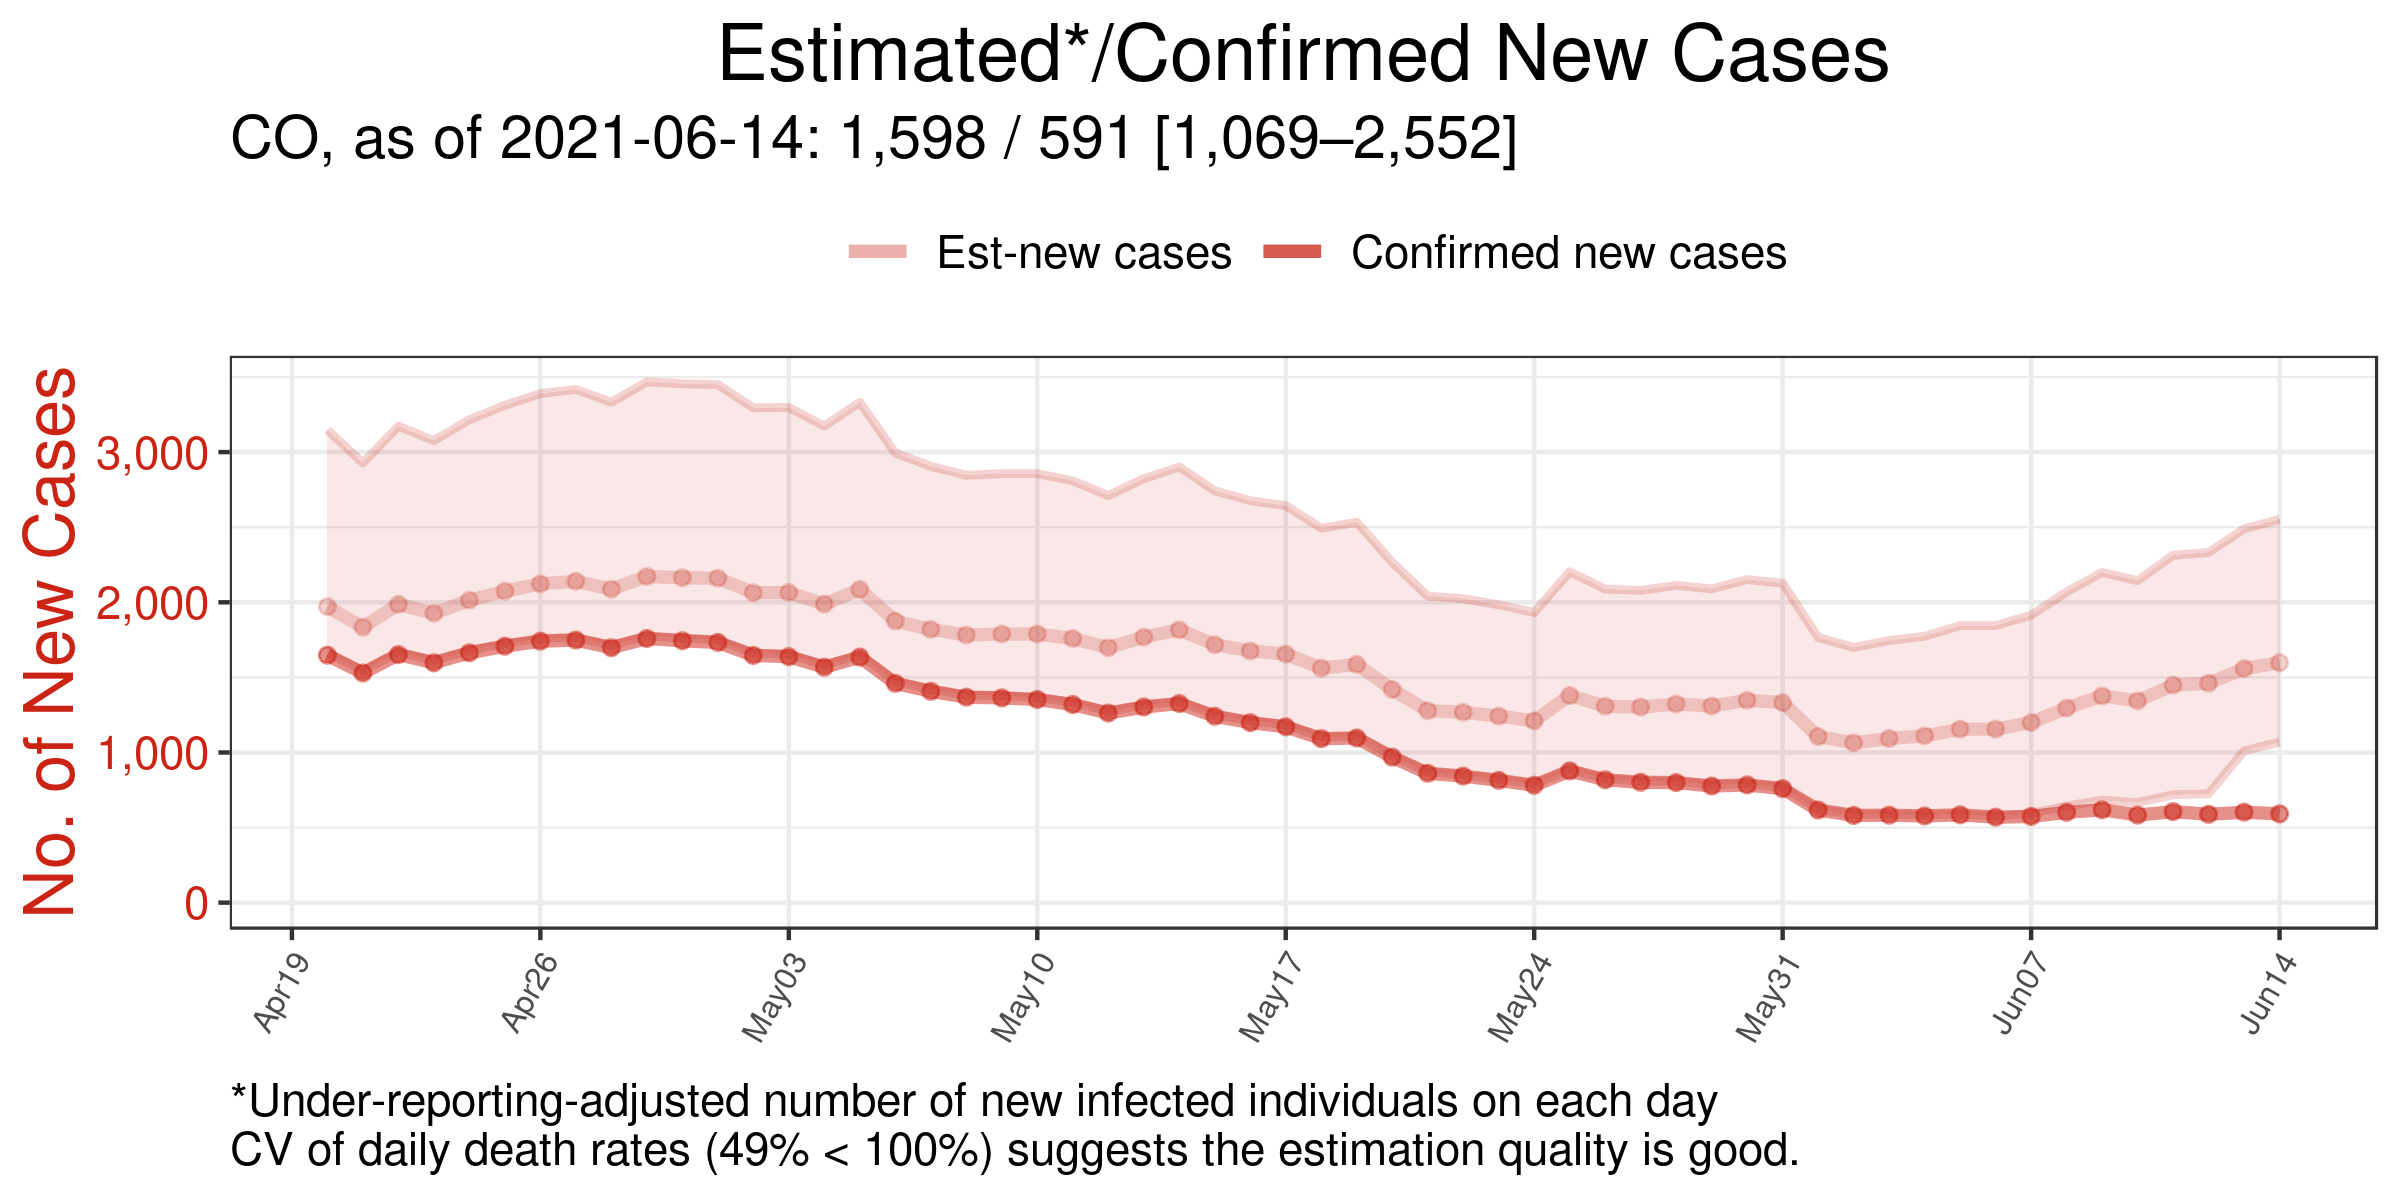 Estimated*/Confirmed New Cases
CO, as of 2021-06-14: 1,598 / 591 [1,069–2,552]
Est-new cases Confirmed new cases
No. of New Cases
3,000
2,000
1,000
0
Apr19 Apr26 May03 May10 May17 May24 May31 Jun07 Jun14
*Under-reporting-adjusted number of new infected individuals on each day
CV of daily death rates (49% < 100%) suggests the estimation quality is good.